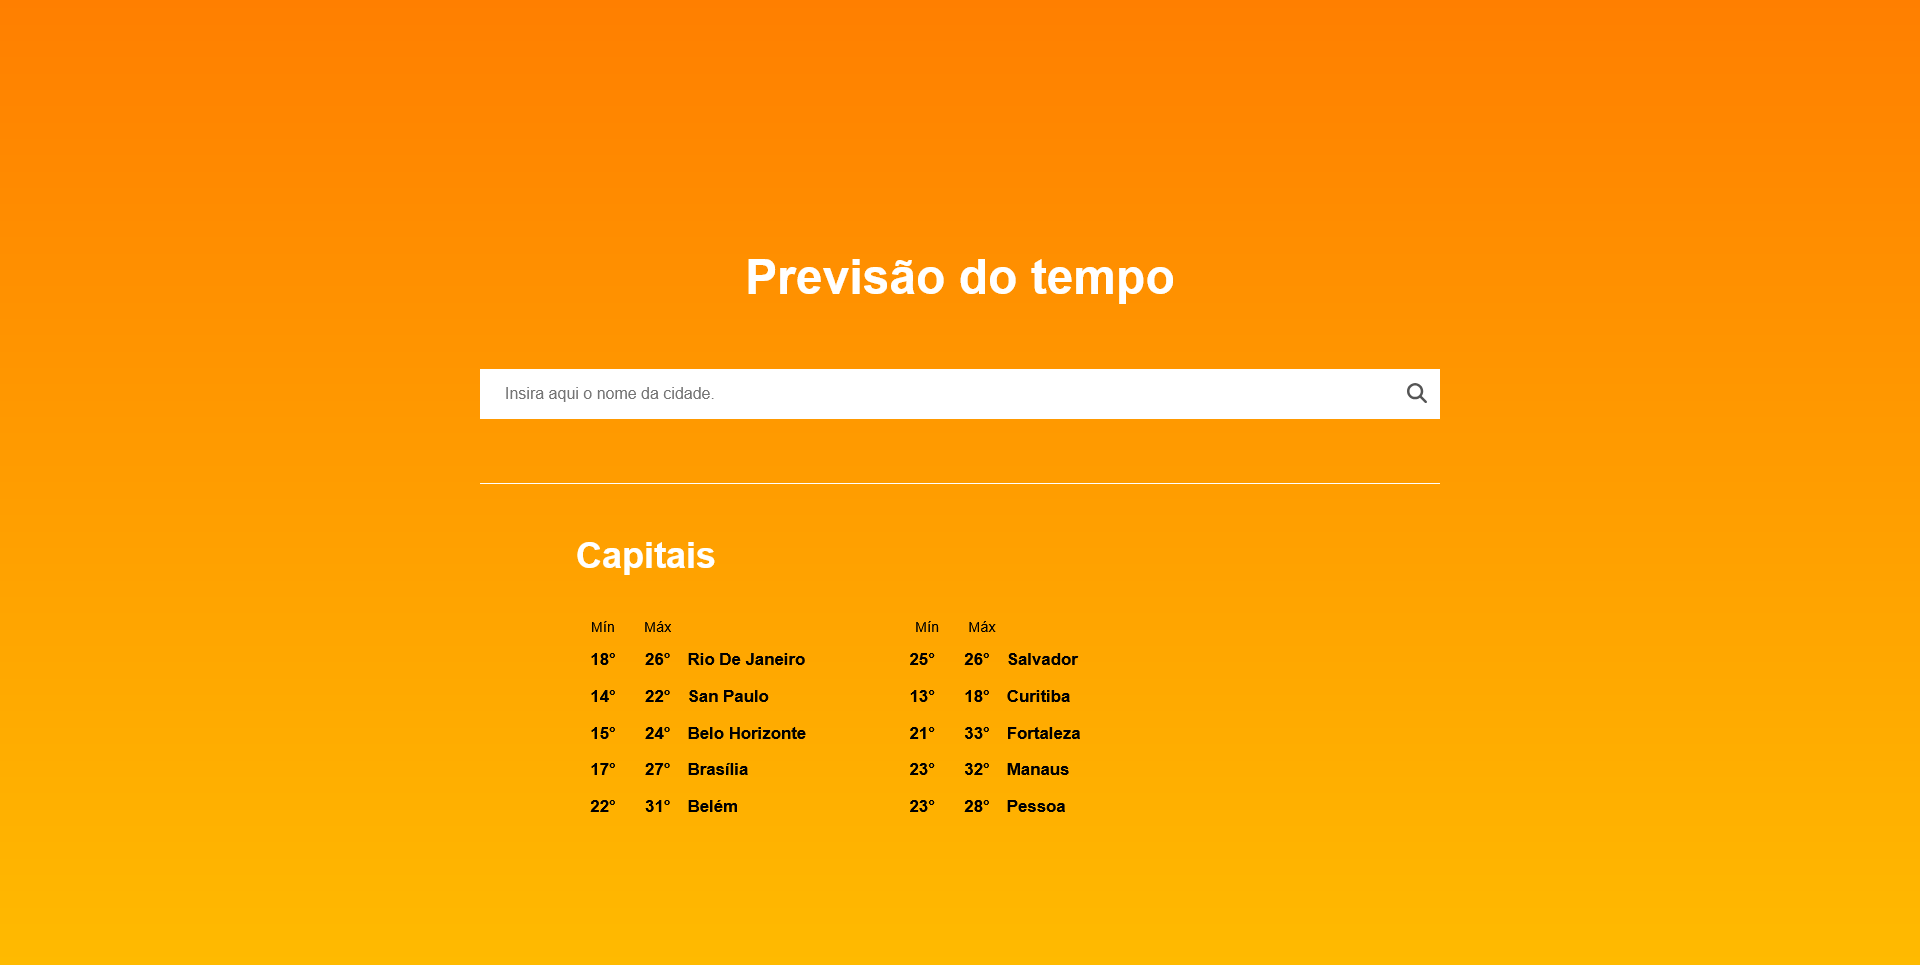 Previsão do tempo
Insira aqui o nome da cidade.
Capitais
Mín Máx Mín Máx
18° 26° Rio De Janeiro 25° 26° Salvador
14° 22° San Paulo 13° 18° Curitiba
15° 24° Belo Horizonte 21° 33° Fortaleza
17° 27° Brasília 23° 32° Manaus
22° 31° Belém 23° 28° Pessoa